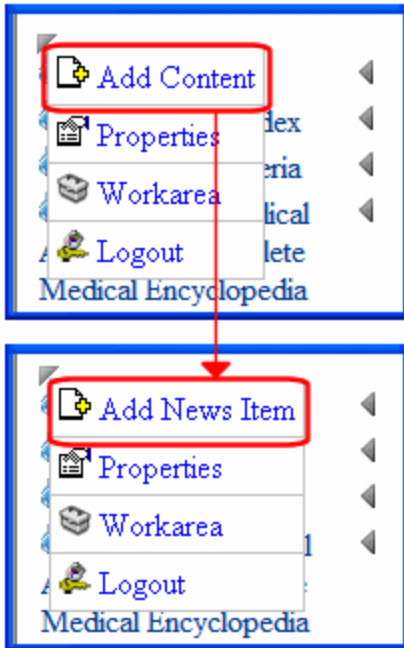 Add Content
Properties
Workarea
Logout
Medical Encyclopedia
Add News Item
Properties
Workarea
Logout
Medical Encyclopedia